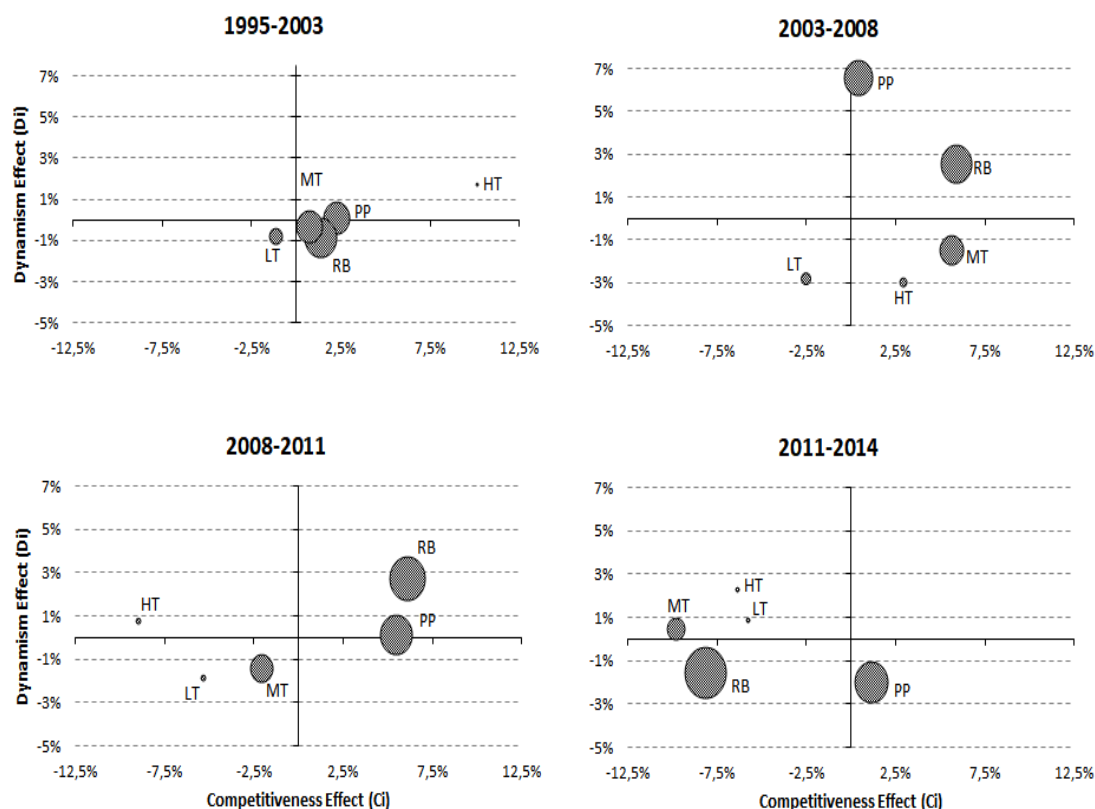 1995-2003
7%
5%
3%
1%
-1%
-3%
-5%
Dynamism Effect (Di)
MT
HT
PP
LT
RB
-12,5%
-7,5%
-2,5%
2,5%
7,5%
12,5%
2003-2008
7%
5%
3%
1%
-1%
-3%
-5%
PP
RB
MT
LT
HT
-12,5%
-7,5%
-2,5%
2,5%
7,5%
12,5%
2008-2011
7%
5%
3%
1%
-1%
-3%
-5%
Dynamism Effect (Di)
RB
HT
PP
LT
MT
-12,5%
-7,5%
-2,5%
2,5%
7,5%
12,5%
Competitiveness Effect (Ci)
2011-2014
7%
5%
3%
1%
-1%
-3%
-5%
HT
MT
LT
RB
PP
-12,5%
-7,5%
-2,5%
2,5%
7,5%
12,5%
Competitiveness Effect (Ci)